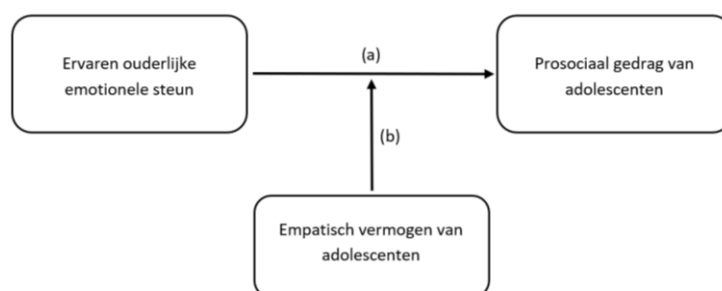 Ervaren ouderlijke
emotionele steun
(a)
Prosociaal gedrag van
adolescenten
(b)
Empatisch vermogen van
adolescenten